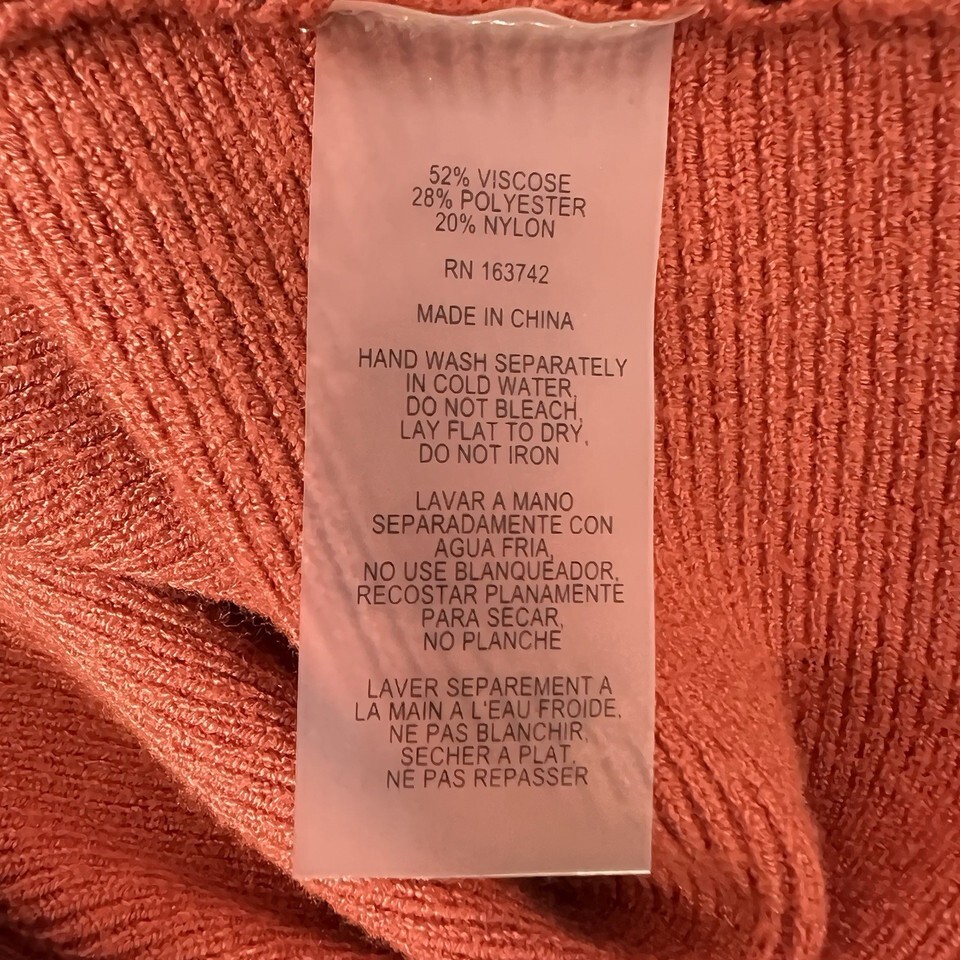 52% VISCOSE
28% POLYESTER
20% NYLON
RN 163742
MADE IN CHINA
HAND WASH SEPARATELY
IN COLD WATER,
DO NOT BLEACH,
LAY FLAT TO DRY,
DO NOT IRON
LAVAR A MANO
SEPARADAMENTE CON
AGUA FRIA,
NO USE BLANQUEADOR,
RECOSTAR PLANAMENTE
PARA SECAR,
NO PLANCHE
LAVER SEPAREMENT A
LA MAIN A L'EAU FROIDE,
NE PAS BLANCHIR,
SECHER A PLAT,
NE PAS REPASSER